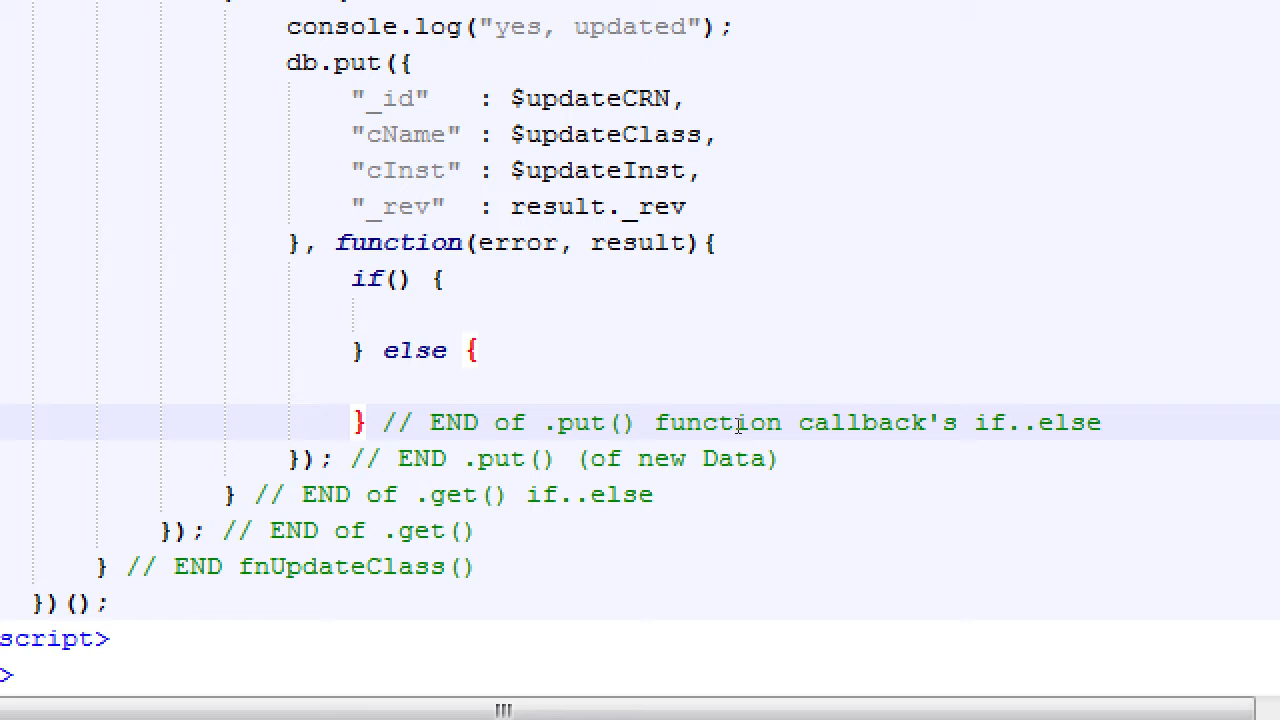 console.log("yes, updated");
db.put({
"_id" : $updateCRN,
"cName" : $updateClass,
"cInst" : $updateInst,
"_rev" : result._rev
}, function(error, result){
if() {
} else {
} // END of .put() function callback's if..else
}); // END .put() (of new Data)
} // END of .get() if..else
}); // END of .get()
} // END fnUpdateClass()
})();
script>
>